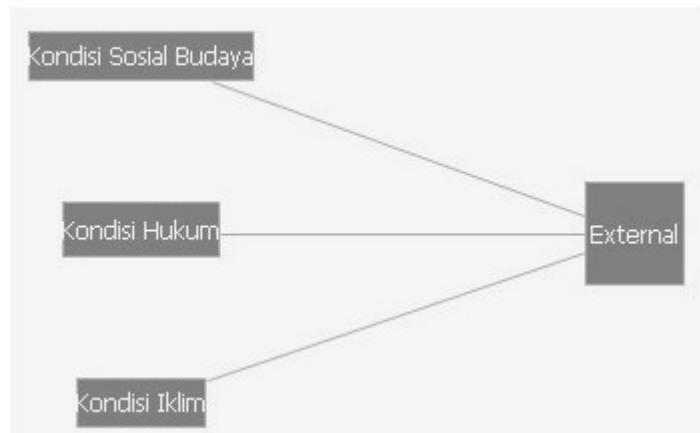 Kondisi Sosial Budaya
Kondisi Hukum
External
Kondisi Iklim